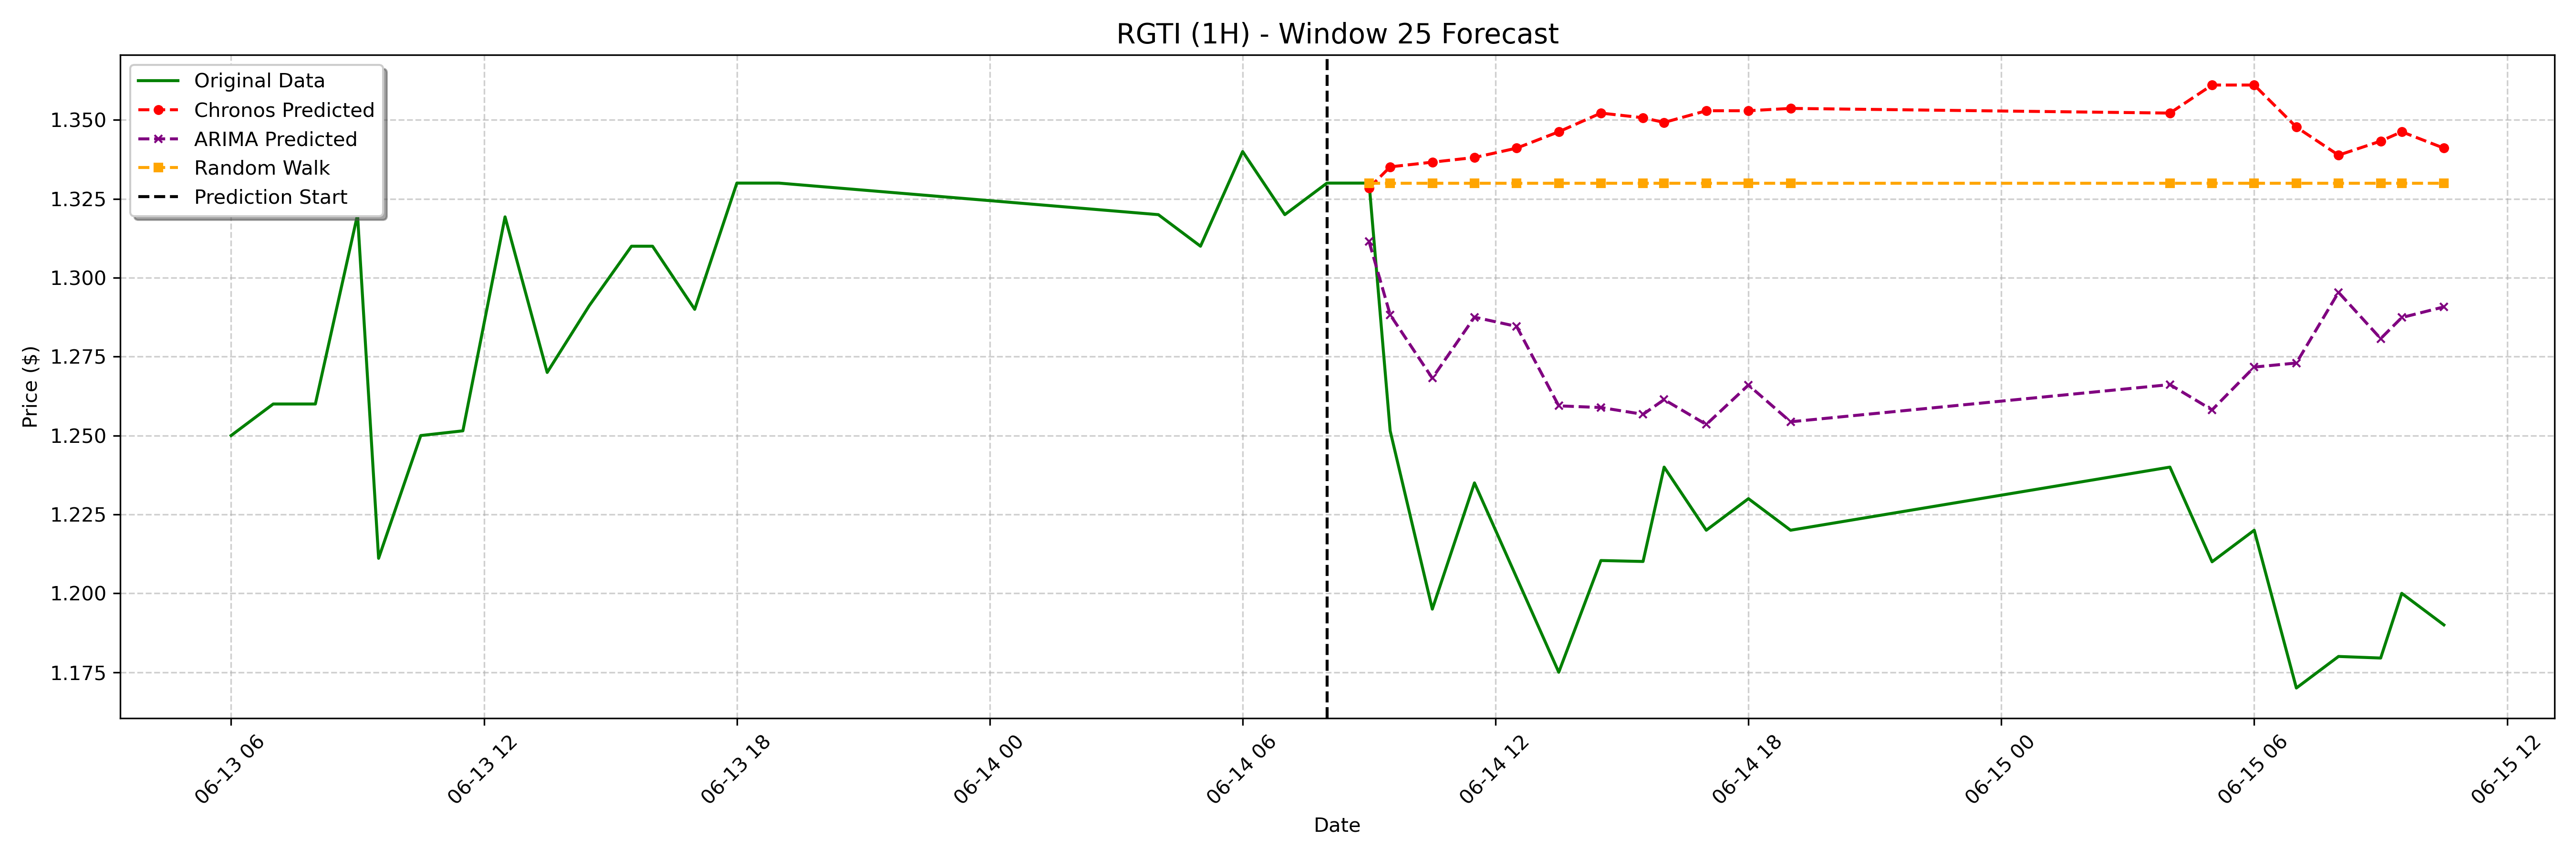 RGTI (1H) - Window 25 Forecast
Original Data
Chronos Predicted
ARIMA Predicted
Random Walk
Prediction Start
Price ($)
1.350
1.325
1.300
1.275
1.250
1.225
1.200
1.175
06-13 06
06-13 12
06-13 18
06-14 00
06-14 06
06-14 12
06-14 18
06-15 00
06-15 06
06-15 12
Date